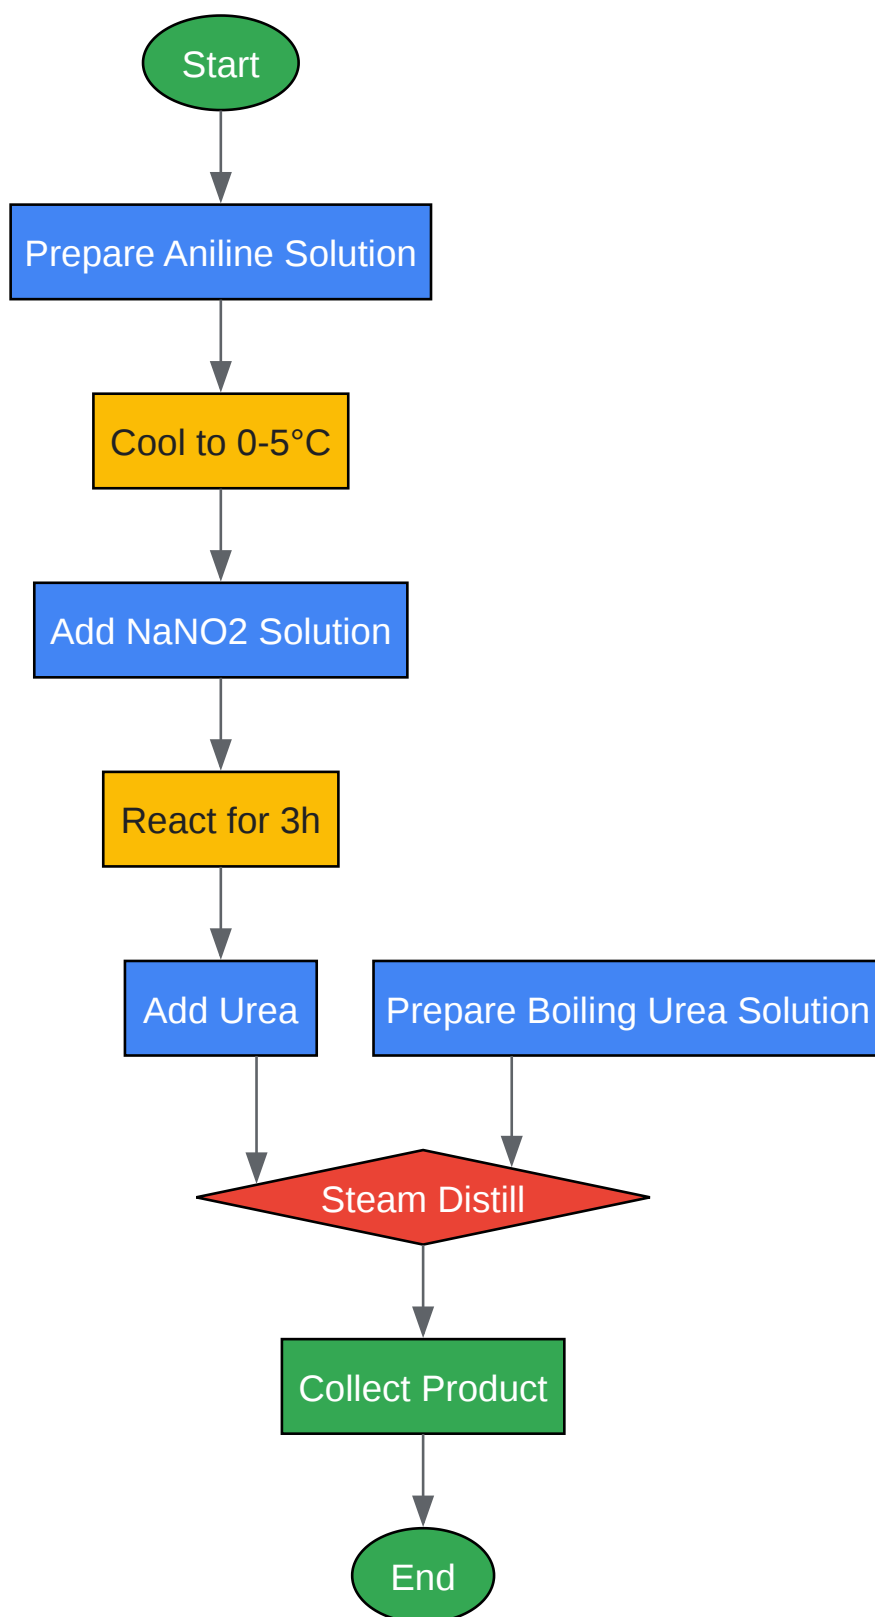 Start
Prepare Aniline Solution
Cool to 0-5°C
Add NaNO2 Solution
React for 3h
Add Urea
Prepare Boiling Urea Solution
Steam Distill
Collect Product
End